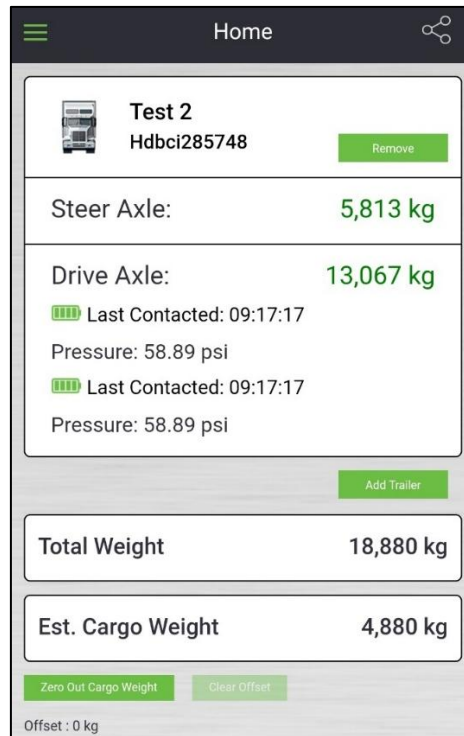 Home
Test 2
Hdbci285748
Remove
Steer Axle: 5,813 kg
Drive Axle: 13,067 kg
Last Contacted: 09:17:17
Pressure: 58.89 psi
Last Contacted: 09:17:17
Pressure: 58.89 psi
Add Trailer
Total Weight 18,880 kg
Est. Cargo Weight 4,880 kg
Zero Out Cargo Weight Clear Offset
Offset : 0 kg